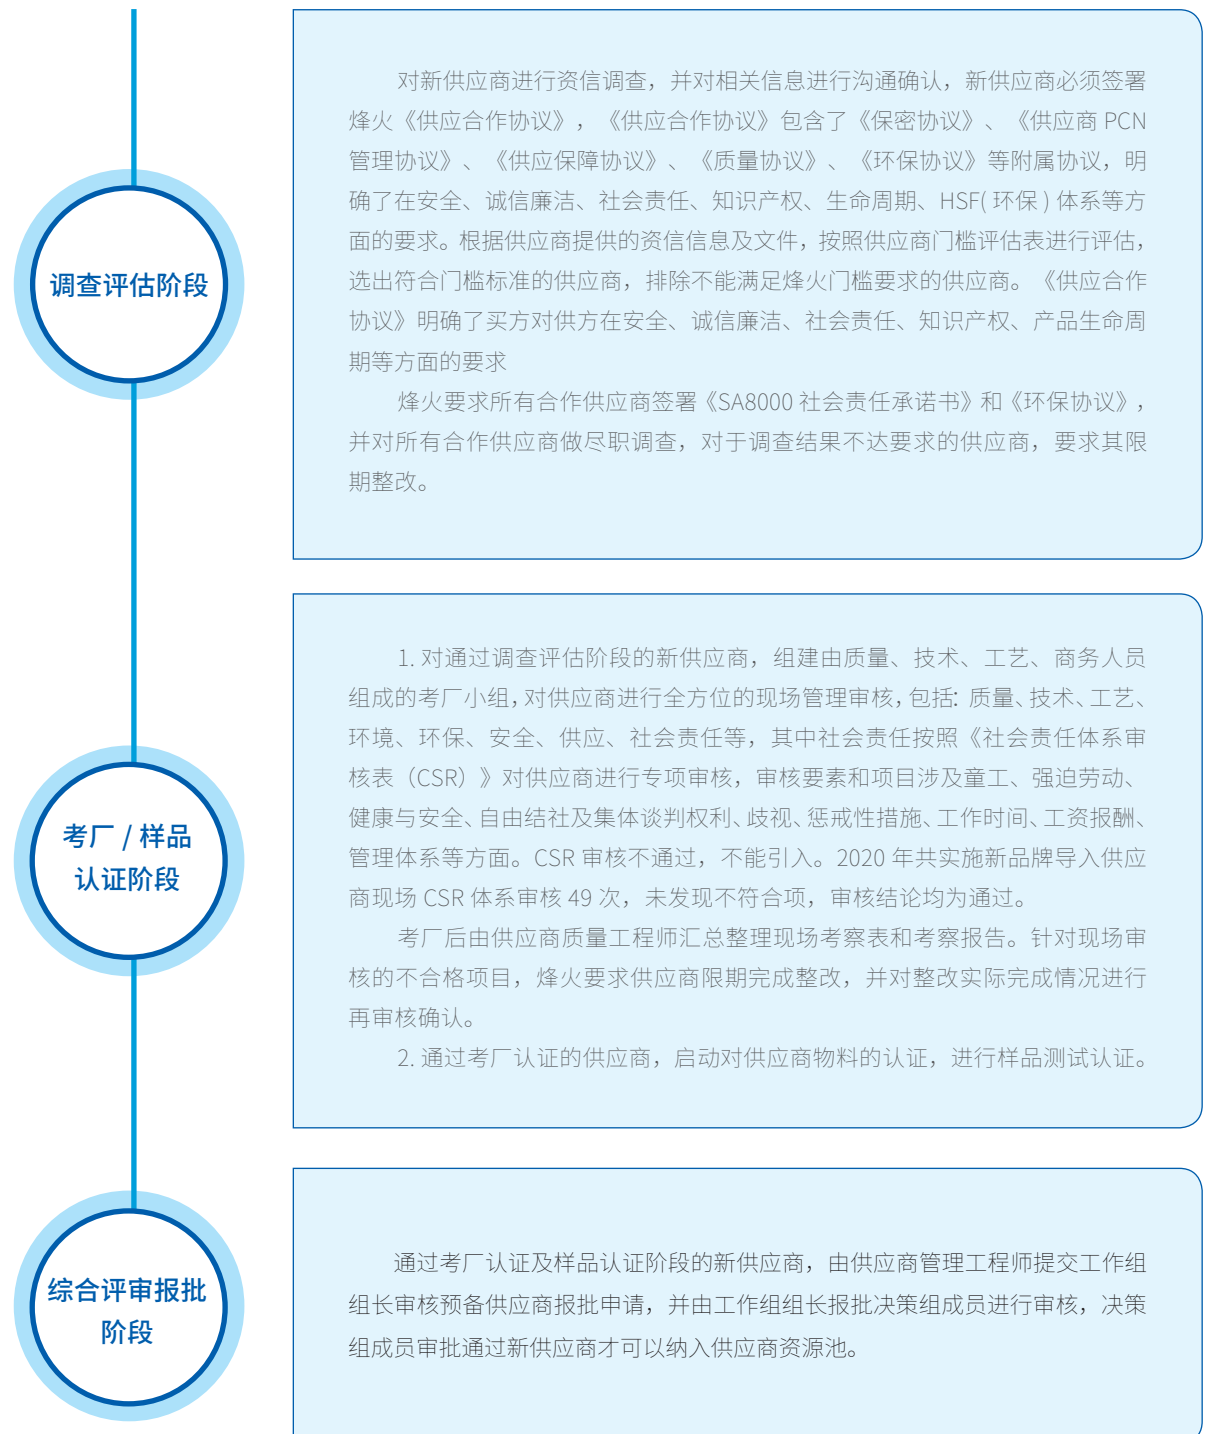 调查评估阶段
对新供应商进行资信调查，并对相关信息进行沟通确认，新供应商必须签署
烽火《供应合作协议》，《供应合作协议》包含了《保密协议》、《供应商 PCN
管理协议》、《供应保障协议》、《质量协议》、《环保协议》等附属协议，明
确了在安全、诚信廉洁、社会责任、知识产权、生命周期、HSF( 环保 ) 体系等方
面的要求。根据供应商提供的资信信息及文件，按照供应商门槛评估表进行评估，
选出符合门槛标准的供应商，排除不能满足烽火门槛要求的供应商。《供应合作
协议》明确了买方对供方在安全、诚信廉洁、社会责任、知识产权、产品生命周
期等方面的要求
烽火要求所有合作供应商签署《SA8000 社会责任承诺书》和《环保协议》，
并对所有合作供应商做尽职调查，对于调查结果不达要求的供应商，要求其限
期整改。
考厂 / 样品
认证阶段
1. 对通过调查评估阶段的新供应商，组建由质量、技术、工艺、商务人员
组成的考厂小组，对供应商进行全方位的现场管理审核，包括：质量、技术、工艺、
环境、环保、安全、供应、社会责任等，其中社会责任按照《社会责任体系审
核表（CSR）》对供应商进行专项审核，审核要素和项目涉及童工、强迫劳动、
健康与安全、自由结社及集体谈判权利、歧视、惩戒性措施、工作时间、工资报酬、
管理体系等方面。CSR 审核不通过，不能引入。2020 年共实施新品牌导入供应
商现场 CSR 体系审核 49 次，未发现不符合项，审核结论均为通过。
考厂后由供应商质量工程师汇总整理现场考察表和考察报告。针对现场审
核的不合格项目，烽火要求供应商限期完成整改，并对整改实际完成情况进行
再审核确认。
2. 通过考厂认证的供应商，启动对供应商物料的认证，进行样品测试认证。
综合评审报批
阶段
通过考厂认证及样品认证阶段的新供应商，由供应商管理工程师提交工作组
组长审核预备供应商报批申请，并由工作组组长报批决策组成员进行审核，决策
组成员审批通过新供应商才可以纳入供应商资源池。